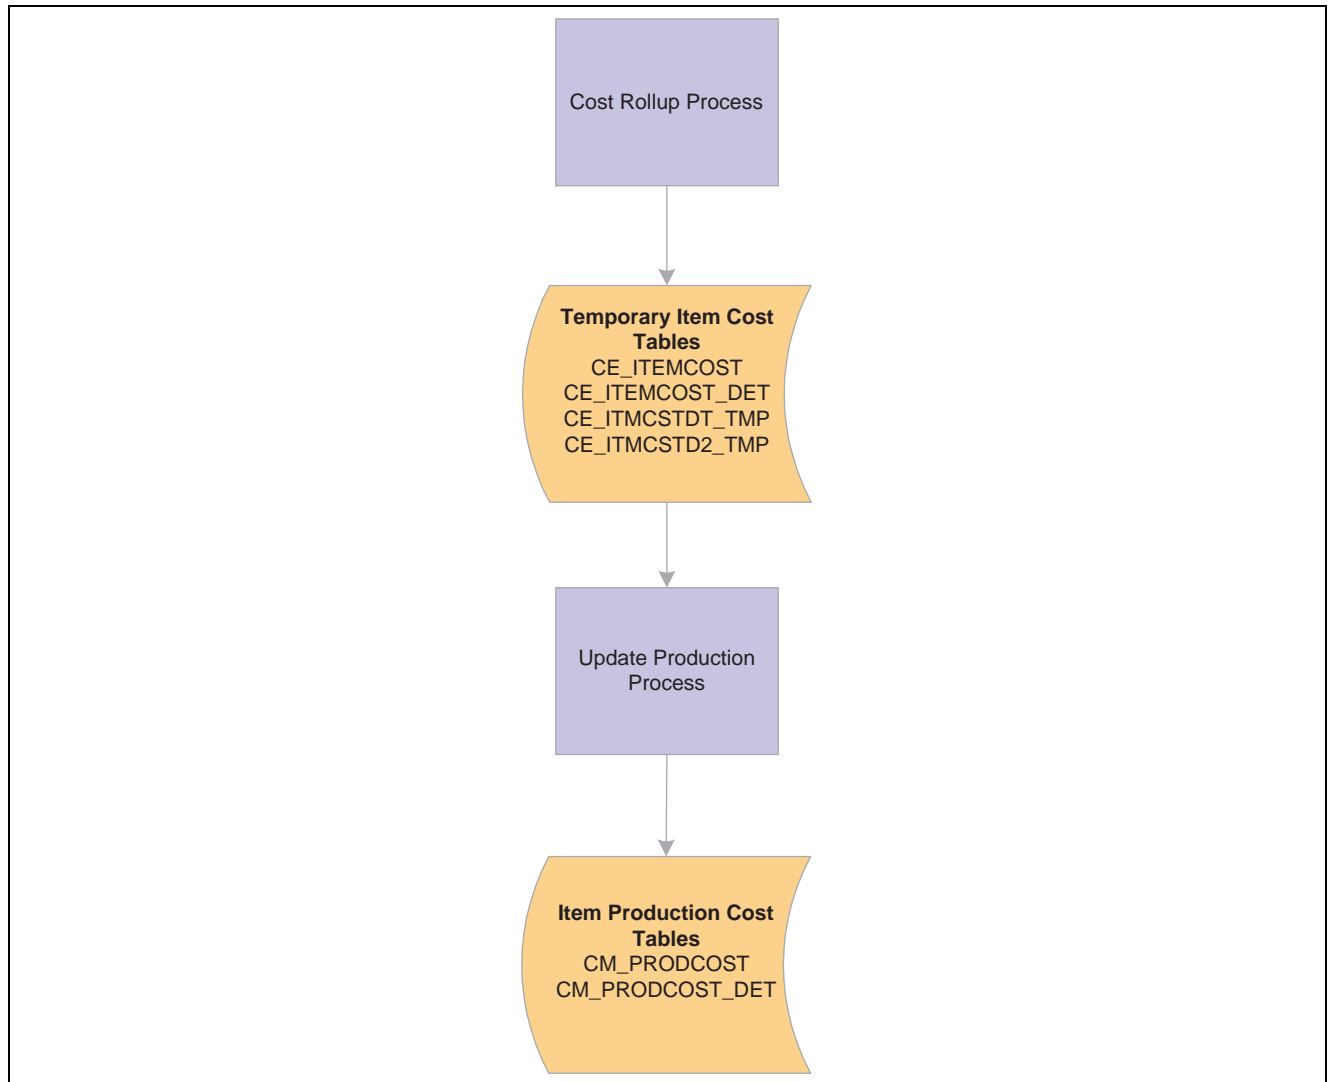 Cost Rollup Process
Temporary Item Cost
Tables
CE_ITEMCOST
CE_ITEMCOST_DET
CE_ITMCSTDT_TMP
CE_ITMCSTD2_TMP
Update Production
Process
Item Production Cost
Tables
CM_PRODCOST
CM_PRODCOST_DET